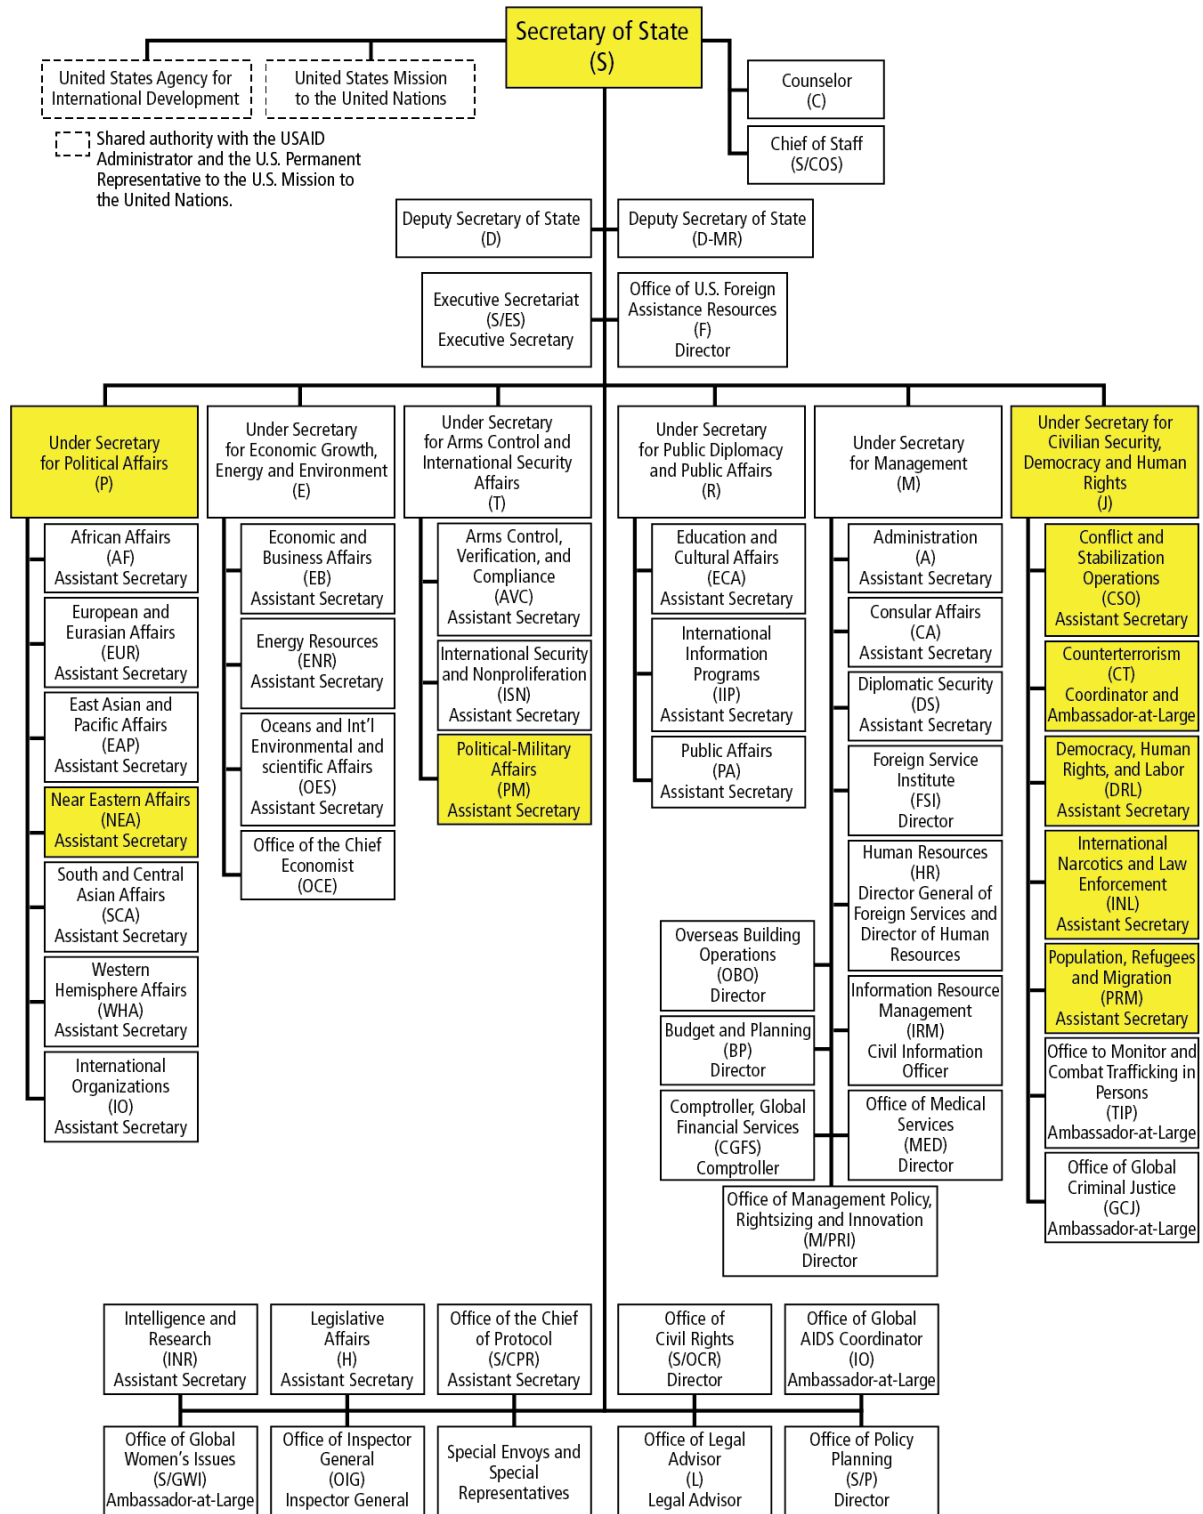 Secretary of State
(S)
United States Agency for
International Development
United States Mission
to the United Nations
Counselor
(C)
Chief of Staff
(S/COS)
Shared authority with the USAID
Administrator and the U.S. Permanent
Representative to the U.S. Mission to
the United Nations.
Deputy Secretary of State
(D)
Deputy Secretary of State
(D-MR)
Executive Secretariat
(S/ES)
Executive Secretary
Office of U.S. Foreign
Assistance Resources
(F)
Director
Under Secretary
for Political Affairs
(P)
African Affairs
(AF)
Assistant Secretary
European and
Eurasian Affairs
(EUR)
Assistant Secretary
East Asian and
Pacific Affairs
(EAP)
Assistant Secretary
Near Eastern Affairs
(NEA)
Assistant Secretary
South and Central
Asian Affairs
(SCA)
Assistant Secretary
Western
Hemisphere Affairs
(WHA)
Assistant Secretary
International
Organizations
(IO)
Assistant Secretary
Under Secretary
for Economic Growth,
Energy and Environment
(E)
Economic and
Business Affairs
(EB)
Assistant Secretary
Energy Resources
(ENR)
Assistant Secretary
Oceans and Int'l
Environmental and
scientific Affairs
(OES)
Assistant Secretary
Office of the Chief
Economist
(OCE)
Under Secretary
for Arms Control and
International Security
Affairs
(T)
Arms Control,
Verification, and
Compliance
(AVC)
Assistant Secretary
International Security
and Nonproliferation
(ISN)
Assistant Secretary
Political-Military
Affairs
(PM)
Assistant Secretary
Under Secretary
for Public Diplomacy
and Public Affairs
(R)
Education and
Cultural Affairs
(ECA)
Assistant Secretary
International
Information
Programs
(IIP)
Assistant Secretary
Public Affairs
(PA)
Assistant Secretary
Under Secretary
for Management
(M)
Administration
(A)
Assistant Secretary
Consular Affairs
(CA)
Assistant Secretary
Diplomatic Security
(DS)
Assistant Secretary
Foreign Service
Institute
(FSI)
Director
Human Resources
(HR)
Director General of
Foreign Services and
Director of Human
Resources
Overseas Building
Operations
(OBO)
Director
Information Resource
Management
(IRM)
Civil Information
Officer
Budget and Planning
(BP)
Director
Comptroller, Global
Financial Services
(CGFS)
Comptroller
Office of Medical
Services
(MED)
Director
Office of Management Policy,
Rightsizing and Innovation
(M/PRI)
Director
Under Secretary for
Civilian Security,
Democracy and Human
Rights
(J)
Conflict and
Stabilization
Operations
(CSO)
Assistant Secretary
Counterterrorism
(CT)
Coordinator and
Ambassador-at-Large
Democracy, Human
Rights, and Labor
(DRL)
Assistant Secretary
International
Narcotics and Law
Enforcement
(INL)
Assistant Secretary
Population, Refugees
and Migration
(PRM)
Assistant Secretary
Office to Monitor and
Combat Trafficking in
Persons
(TIP)
Ambassador-at-Large
Office of Global
Criminal Justice
(GCJ)
Ambassador-at-Large
Intelligence and
Research
(INR)
Assistant Secretary
Legislative
Affairs
(H)
Assistant Secretary
Office of the Chief
of Protocol
(S/CPR)
Assistant Secretary
Office of
Civil Rights
(S/OCR)
Director
Office of Global
AIDS Coordinator
(IO)
Ambassador-at-Large
Office of Global
Women's Issues
(S/GWI)
Ambassador-at-Large
Office of Inspector
General
(OIG)
Inspector General
Special Envoys and
Special
Representatives
Office of Legal
Advisor
(L)
Legal Advisor
Office of Policy
Planning
(S/P)
Director